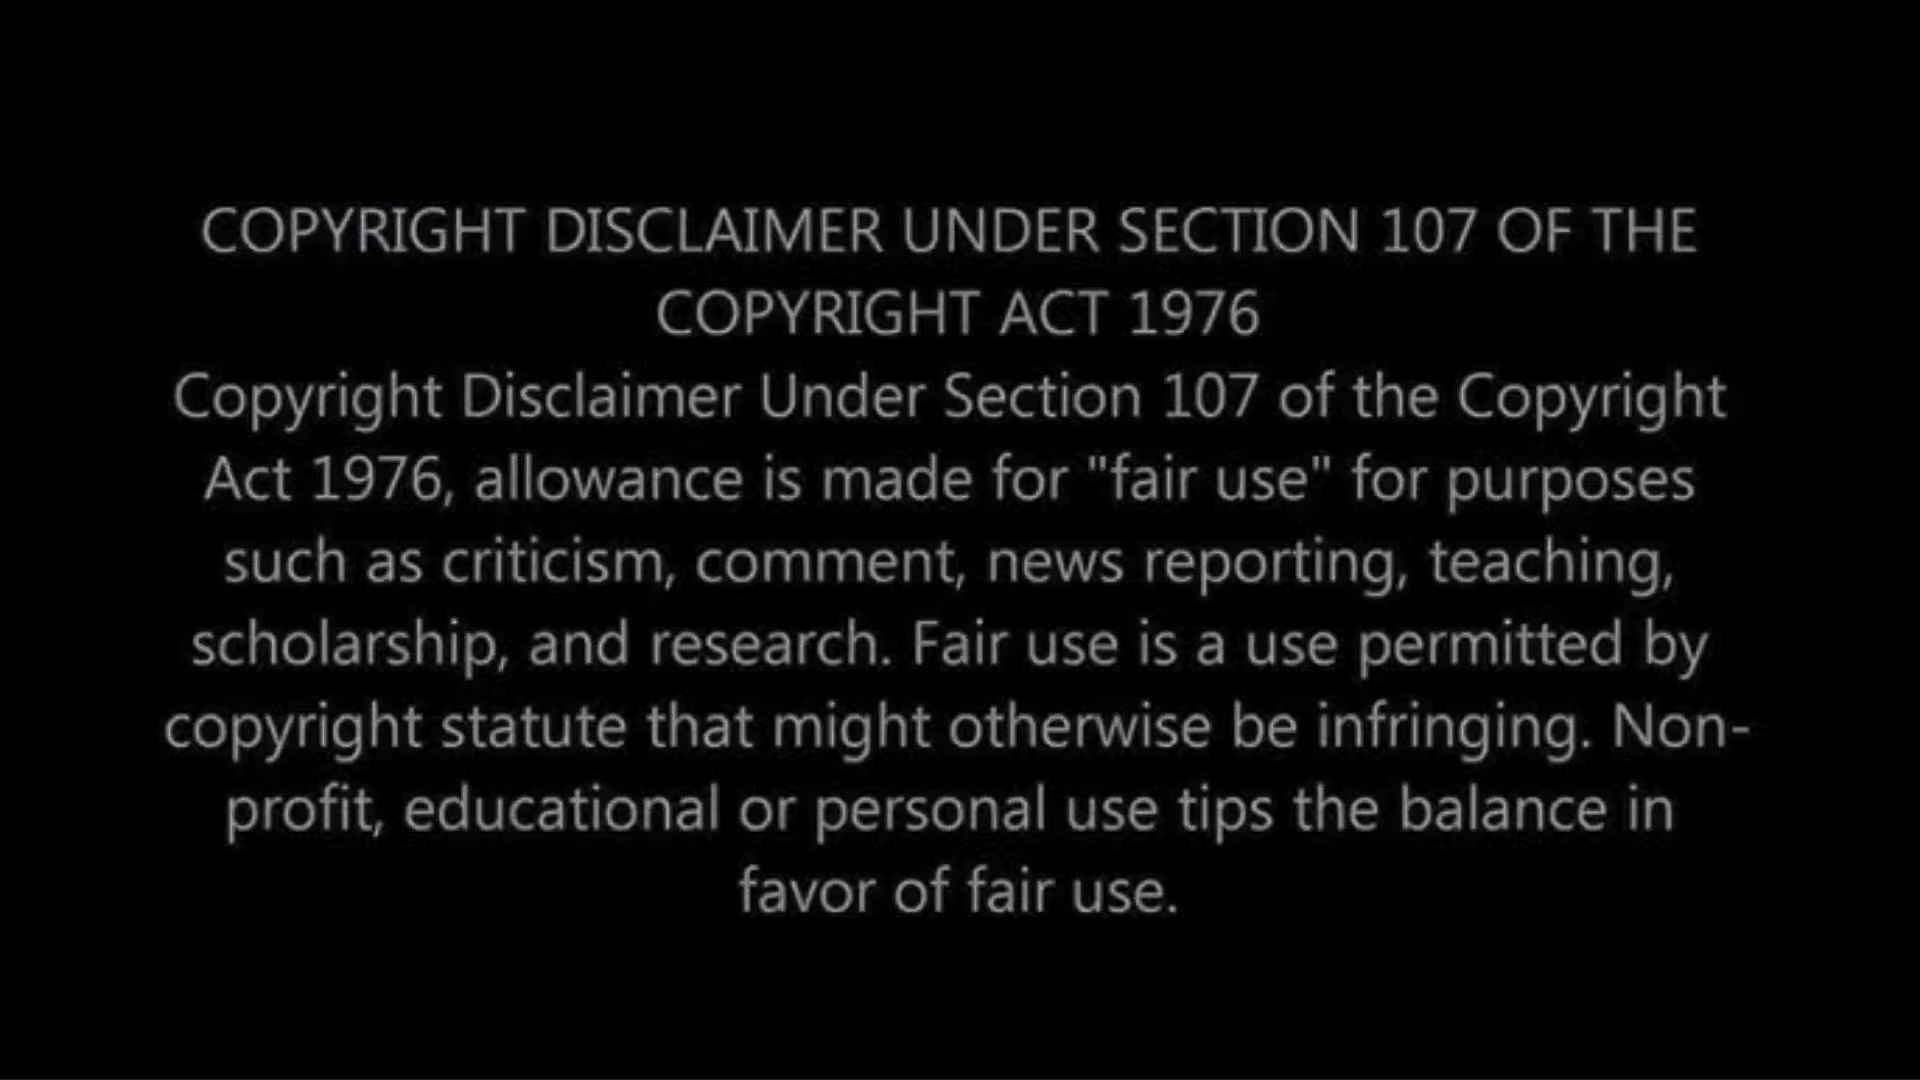 COPYRIGHT DISCLAIMER UNDER SECTION 107 OF THE
COPYRIGHT ACT 1976
Copyright Disclaimer Under Section 107 of the Copyright
Act 1976, allowance is made for "fair use" for purposes
such as criticism, comment, news reporting, teaching,
scholarship, and research. Fair use is a use permitted by
copyright statute that might otherwise be infringing. Non-
profit, educational or personal use tips the balance in
favor of fair use.